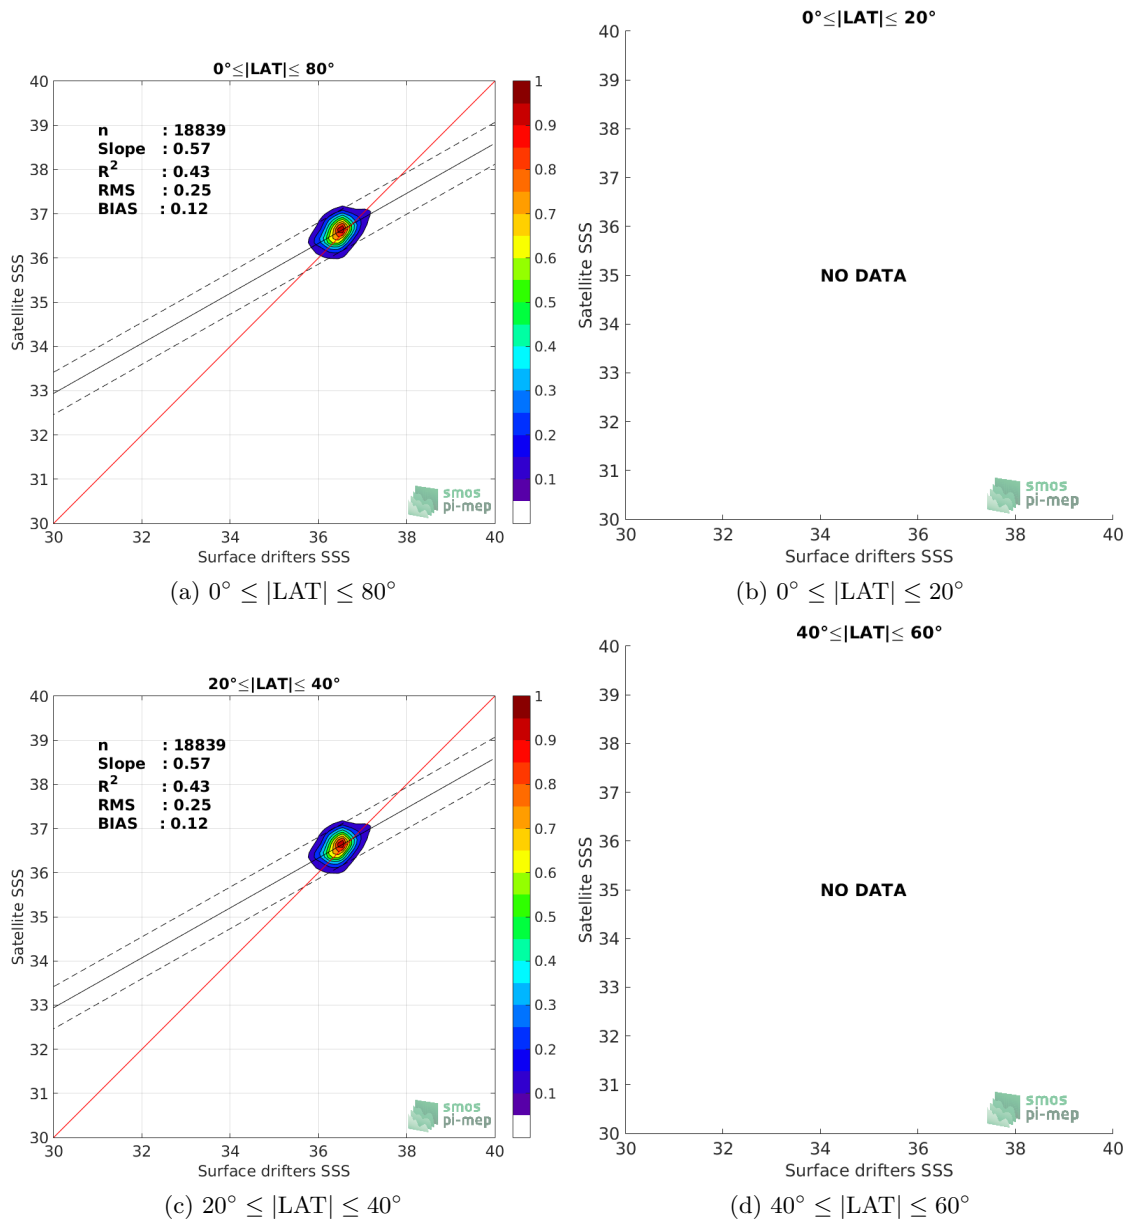 0°≤|LAT|≤ 80°
40
39
38
37
36
35
34
33
32
31
30
Satellite SSS
n : 18839
Slope : 0.57
R² : 0.43
RMS : 0.25
BIAS : 0.12
smos
pi-mep
30 32 34 36 38 40
Surface drifters SSS
1
0.9
0.8
0.7
0.6
0.5
0.4
0.3
0.2
0.1
(a) 0° ≤ |LAT| ≤ 80°
0°≤|LAT|≤ 20°
40
39
38
37
36
35
34
33
32
31
30
Satellite SSS
NO DATA
smos
pi-mep
30 32 34 36 38 40
Surface drifters SSS
(b) 0° ≤ |LAT| ≤ 20°
20°≤|LAT|≤ 40°
40
39
38
37
36
35
34
33
32
31
30
Satellite SSS
n : 18839
Slope : 0.57
R² : 0.43
RMS : 0.25
BIAS : 0.12
smos
pi-mep
30 32 34 36 38 40
Surface drifters SSS
1
0.9
0.8
0.7
0.6
0.5
0.4
0.3
0.2
0.1
(c) 20° ≤ |LAT| ≤ 40°
40°≤|LAT|≤ 60°
40
39
38
37
36
35
34
33
32
31
30
Satellite SSS
NO DATA
smos
pi-mep
30 32 34 36 38 40
Surface drifters SSS
(d) 40° ≤ |LAT| ≤ 60°